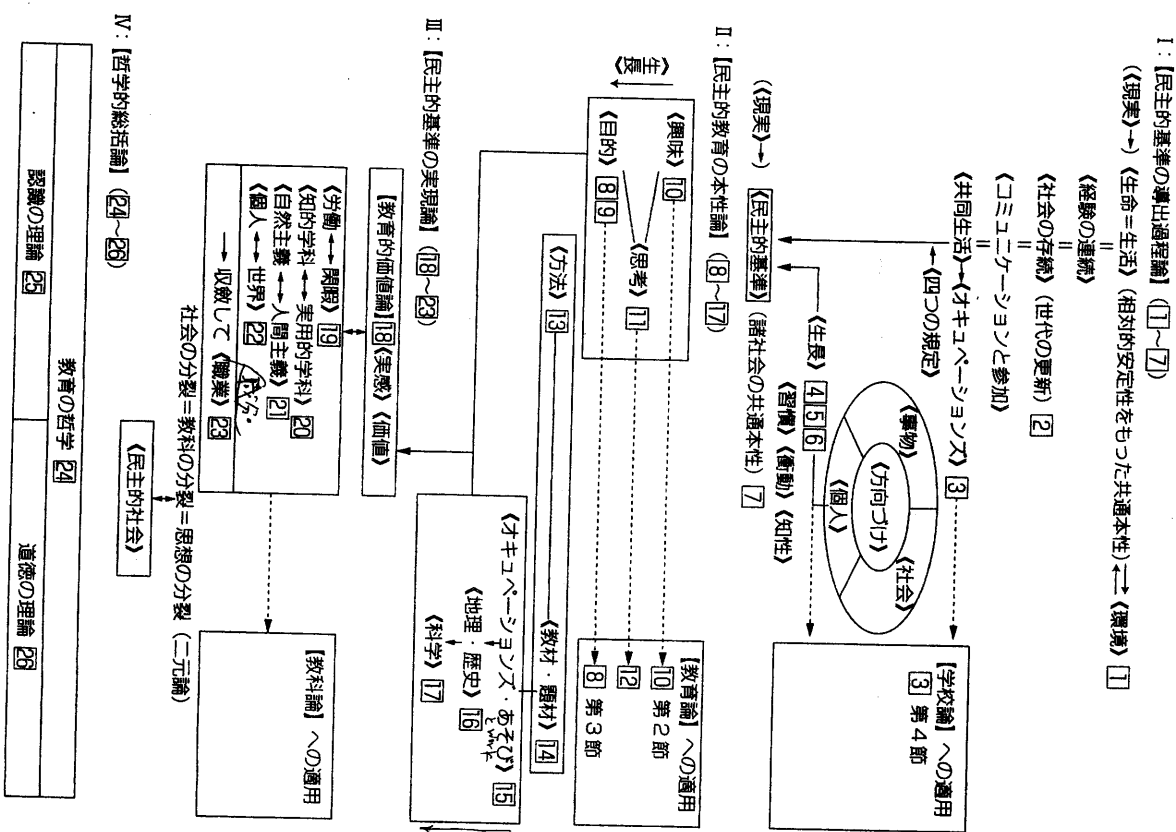 Ⅰ：【民主的基準の導出過程論】（1～7）
（《現実》→）《生命＝生活》（相対的安定性をもった共通本性）⇄《環境》1
＝
《経験の連続》
＝
《社会の存続》（世代の更新）2
＝
《コミュニケーションと参加》
＝
《共同生活》→《オキュペーションズ》3
【学校論】への適用
3 第4節
《四つの規定》
《事物》
《社会》
《個人》
《方向づけ》
《生長》4 5 6
《習慣》《衝動》《知性》
（《現実》→）《民主的基準》（諸社会の共通本性）7
Ⅱ：【民主的教育の本性論】（8～17）
《生長》
《興味》10
《思考》11
《目的》8 9
【教育論】への適用
10 第2節
12
8 第3節
《方法》13
《教材・題材》14
《オキュペーションズ・あそび》15
とwork
《地理・歴史》16
《科学》17
Ⅲ：【民主的基準の実現論】（18～23）
【教育的価値論】18《実感》《価値》
《労働↔閑暇》19
《知的学科↔実用的学科》20
《自然主義↔人間主義》21
《個人↔世界》22
→収斂して《職業》23
【教科論】への適用
社会の分裂＝教科の分裂＝思想の分裂（二元論）
《民主的社会》
Ⅳ：【哲学的総括論】（24～26）
教育の哲学 24
認識の理論 25
道徳の理論 26